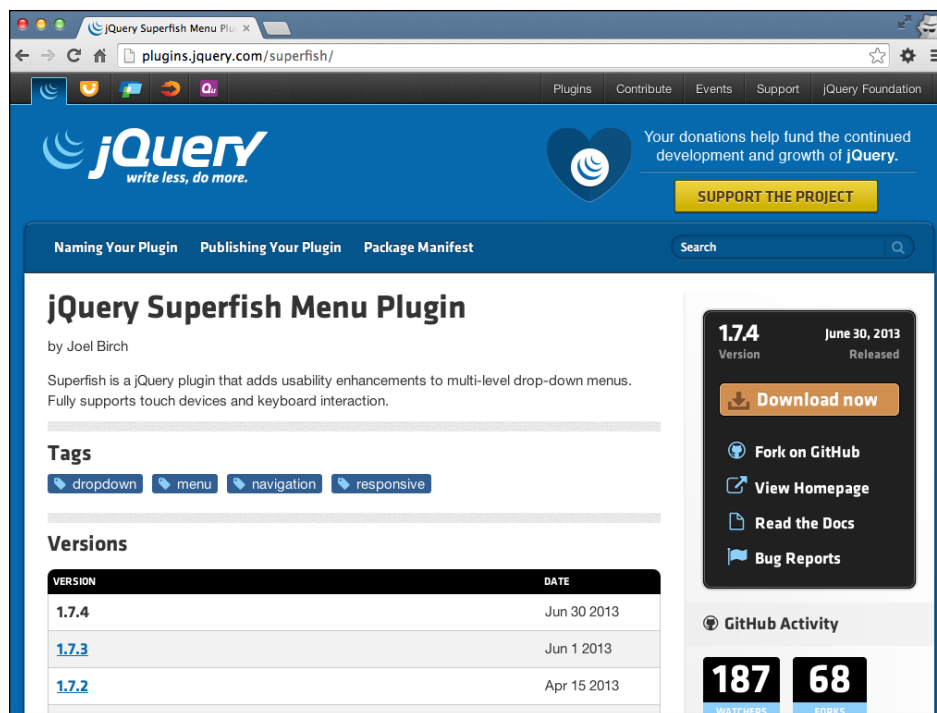 jQuery Superfish Menu Plu
plugins.jquery.com/superfish/
Qu
Plugins Contribute Events Support jQuery Foundation
jQuery
write less, do more.
Your donations help fund the continued
development and growth of jQuery.
SUPPORT THE PROJECT
Naming Your Plugin Publishing Your Plugin Package Manifest
Search
jQuery Superfish Menu Plugin
by Joel Birch
Superfish is a jQuery plugin that adds usability enhancements to multi-level drop-down menus.
Fully supports touch devices and keyboard interaction.
Tags
dropdown menu navigation responsive
Versions
VERSION DATE
1.7.4 Jun 30 2013
1.7.3 Jun 1 2013
1.7.2 Apr 15 2013
1.7.4 June 30, 2013
Version Released
Download now
Fork on GitHub
View Homepage
Read the Docs
Bug Reports
GitHub Activity
187 68
WATCHERS FORKS